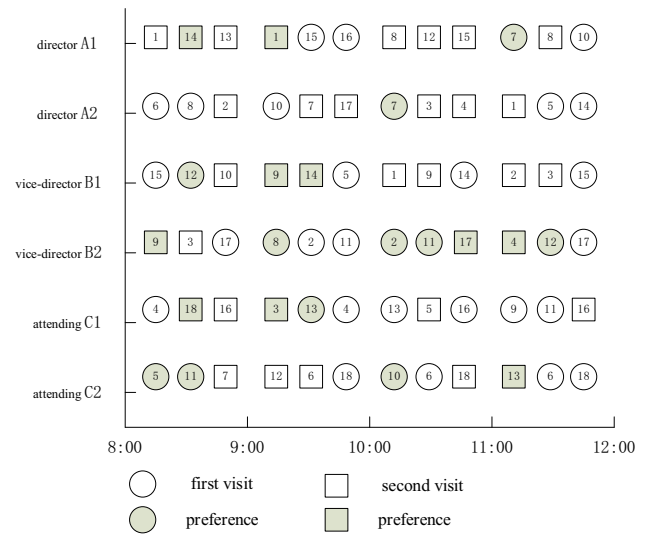 director A1 1 14 13 1 15 16 8 12 15 7 8 10
director A2 6 8 2 10 7 17 7 3 4 1 5 14
vice-director B1 15 12 10 9 14 5 1 9 14 2 3 15
vice-director B2 9 3 17 8 2 11 2 11 17 4 12 17
attending C1 4 18 16 3 13 4 13 5 16 9 11 16
attending C2 5 11 7 12 6 18 10 6 18 13 6 18
8:00 9:00 10:00 11:00 12:00
first visit second visit
preference preference